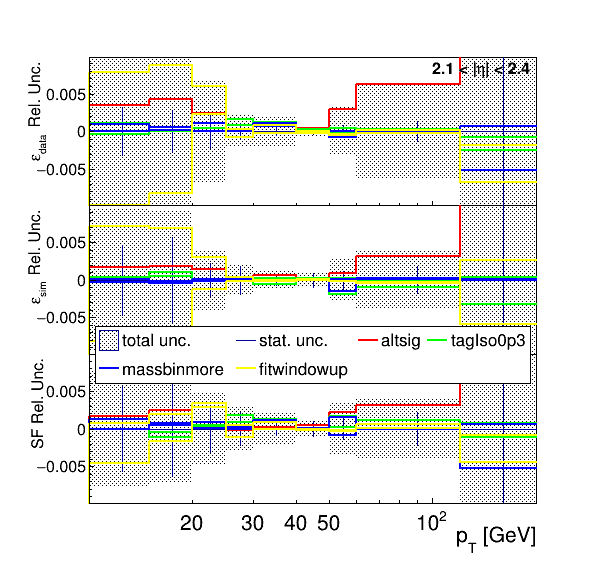 2.1 < |η| < 2.4
ε_data Rel. Unc.
0.005
0
−0.005
ε_sim Rel. Unc.
0.005
0
−0.005
total unc. stat. unc. altsig tagIso0p3
massbinmore fitwindowup
SF Rel. Unc.
0.005
0
−0.005
20 30 40 50 10²
p_T [GeV]